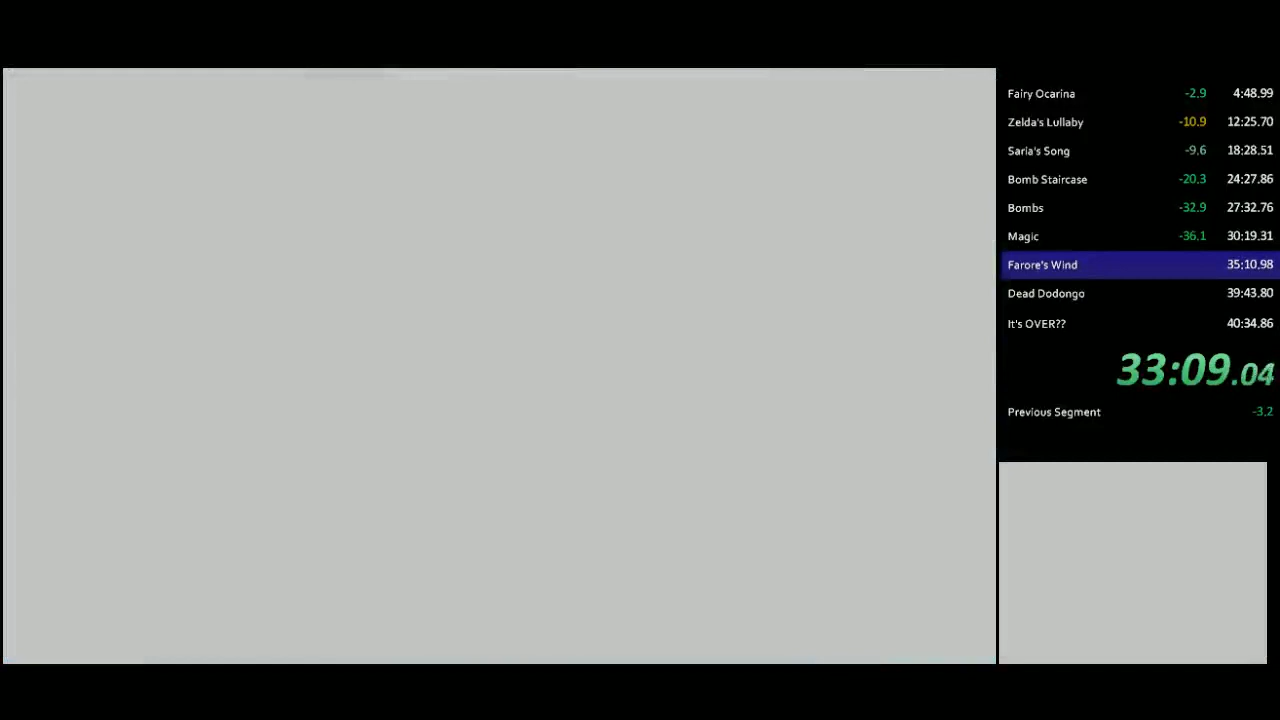 Fairy Ocarina -2.9 4:48.99
Zelda's Lullaby -10.9 12:25.70
Saria's Song -9.6 18:28.51
Bomb Staircase -20.3 24:27.86
Bombs -32.9 27:32.76
Magic -36.1 30:19.31
Farore's Wind 35:10.98
Dead Dodongo 39:43.80
It's OVER?? 40:34.86
33:09.04
Previous Segment -3.2